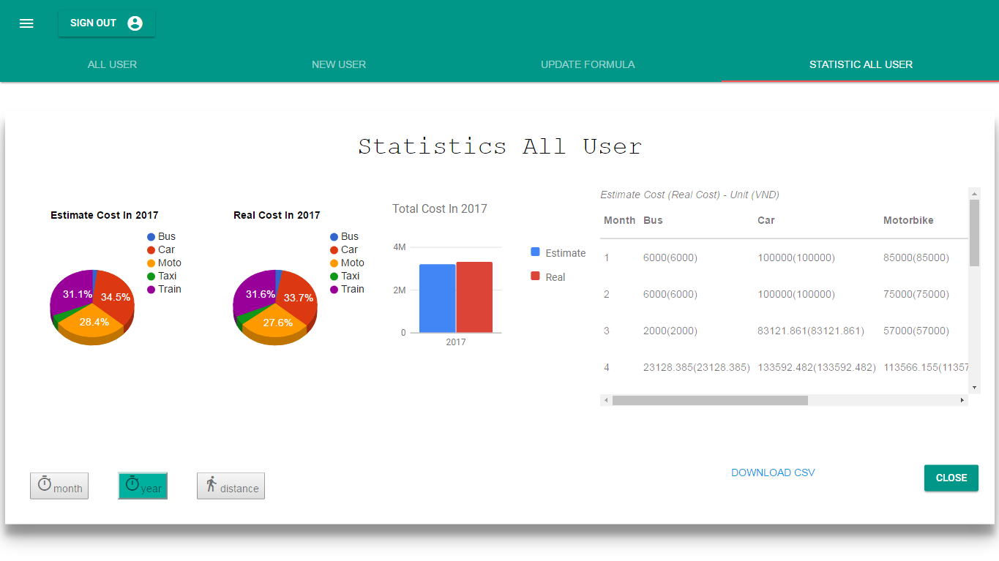 SIGN OUT
ALL USER
NEW USER
UPDATE FORMULA
STATISTIC ALL USER
Statistics All User
Estimate Cost In 2017
Bus
Car
Moto
Taxi
Train
31.1%
34.5%
28.4%
Real Cost In 2017
Bus
Car
Moto
Taxi
Train
31.6%
33.7%
27.6%
Total Cost In 2017
4M
2M
0
2017
Estimate
Real
Estimate Cost (Real Cost) - Unit (VND)
Month Bus Car Motorbike
1 6000(6000) 100000(100000) 85000(85000)
2 6000(6000) 100000(100000) 75000(75000)
3 2000(2000) 83121.861(83121.861) 57000(57000)
4 23128.385(23128.385) 133592.482(133592.482) 113566.155(11357
month
year
distance
DOWNLOAD CSV
CLOSE